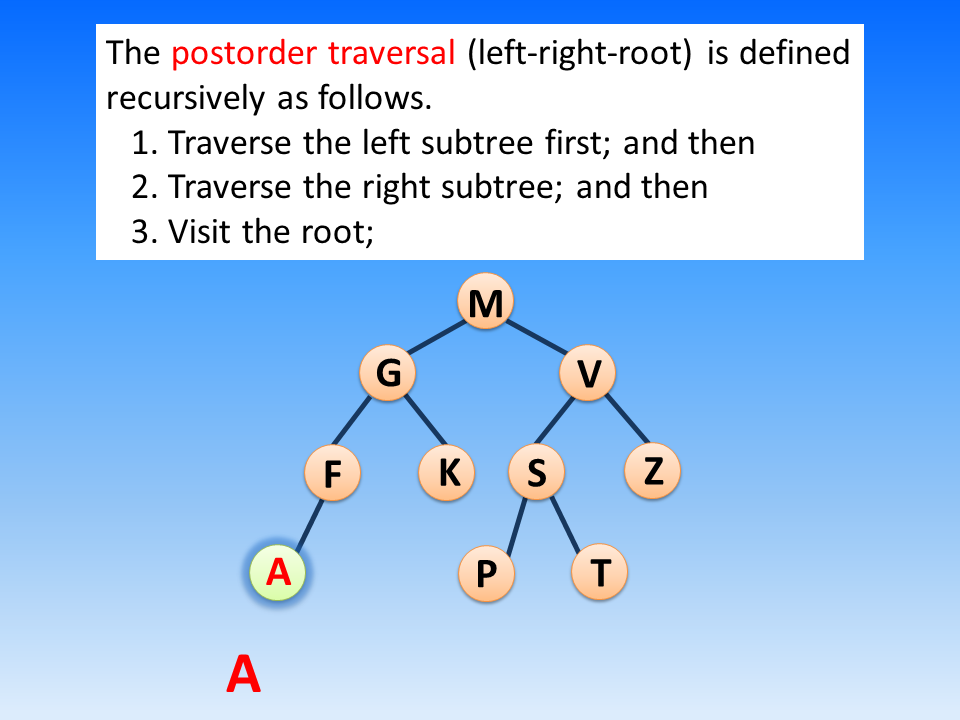 The postorder traversal (left-right-root) is defined
recursively as follows.
1. Traverse the left subtree first; and then
2. Traverse the right subtree; and then
3. Visit the root;
M
G V
F K S Z
A P T
A